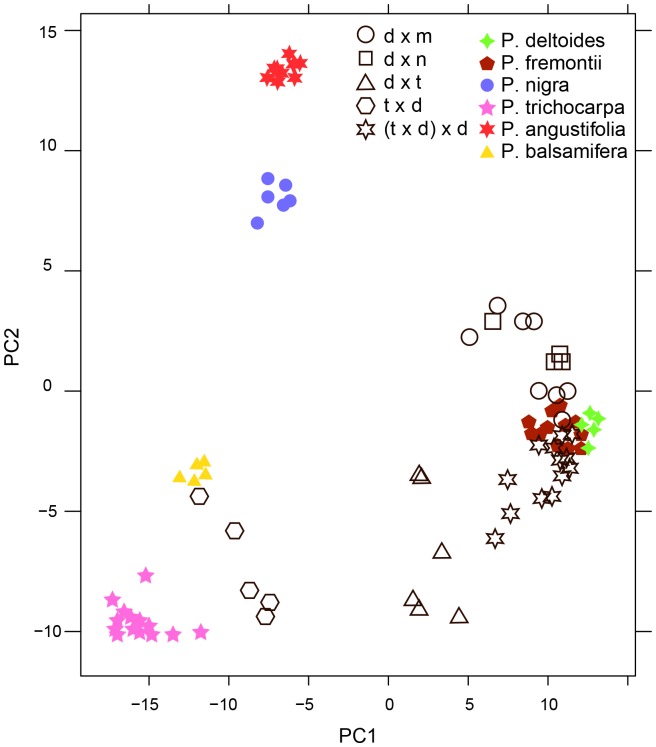 d x m
d x n
d x t
t x d
(t x d) x d
P. deltoides
P. fremontii
P. nigra
P. trichocarpa
P. angustifolia
P. balsamifera
15
10
5
0
−5
−10
PC2
−15
−10
−5
0
5
10
PC1